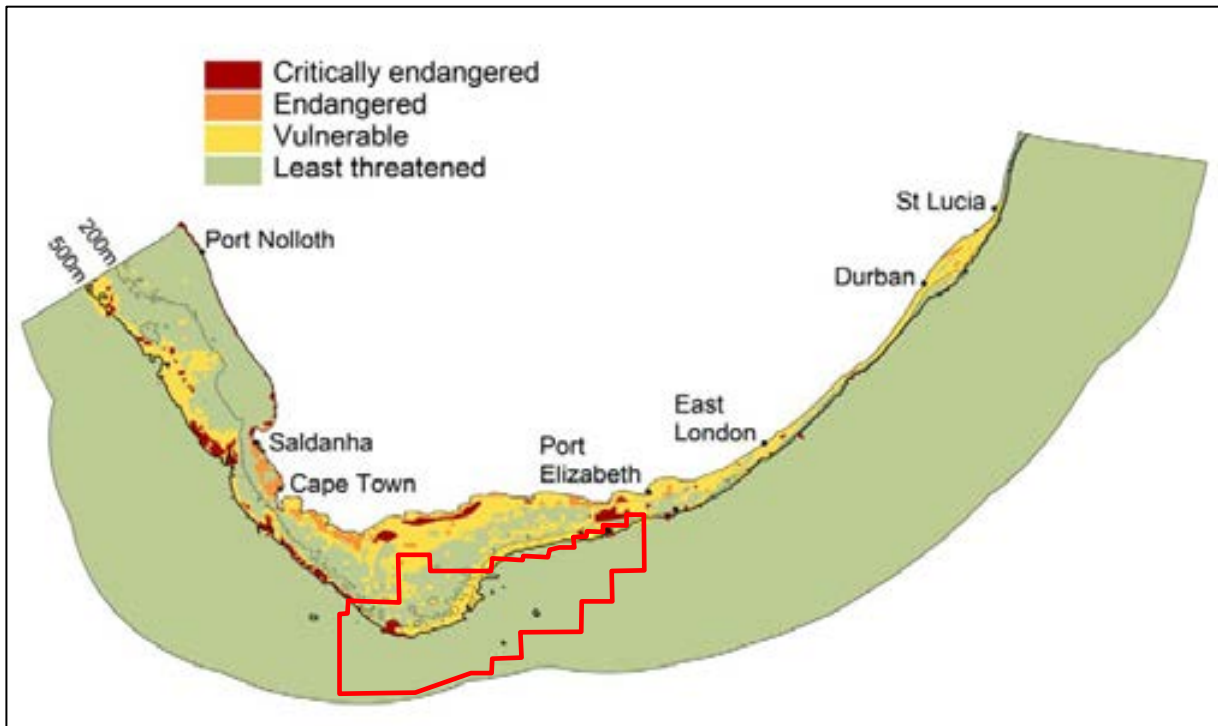 Critically endangered
Endangered
Vulnerable
Least threatened
St Lucia
Port Nolloth
200m
500m
Durban
East
London
Port
Elizabeth
Saldanha
Cape Town